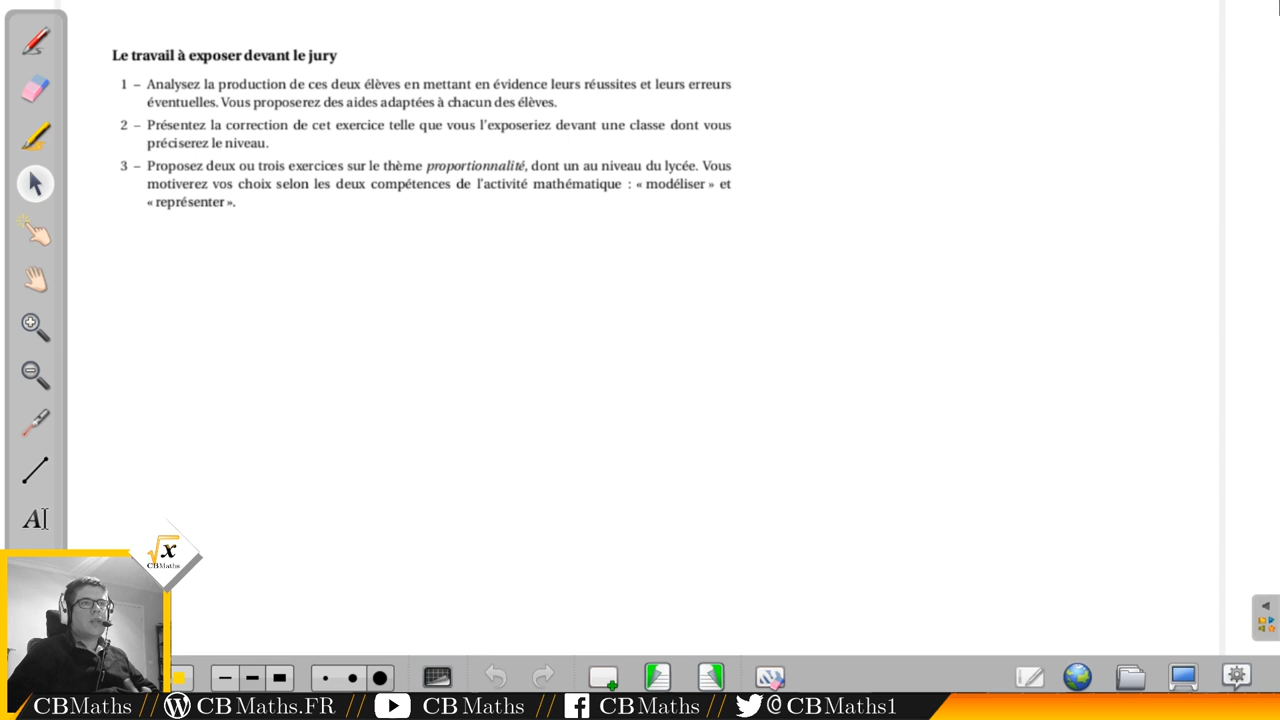 Le travail à exposer devant le jury
1 – Analysez la production de ces deux élèves en mettant en évidence leurs réussites et leurs erreurs
éventuelles. Vous proposerez des aides adaptées à chacun des élèves.
2 – Présentez la correction de cet exercice telle que vous l'exposeriez devant une classe dont vous
préciserez le niveau.
3 – Proposez deux ou trois exercices sur le thème proportionnalité, dont un au niveau du lycée. Vous
motiverez vos choix selon les deux compétences de l'activité mathématique : « modéliser » et
« représenter ».
A
√x
CBMaths
CBMaths // CBMaths.FR // CBMaths // CBMaths // @CBMaths1